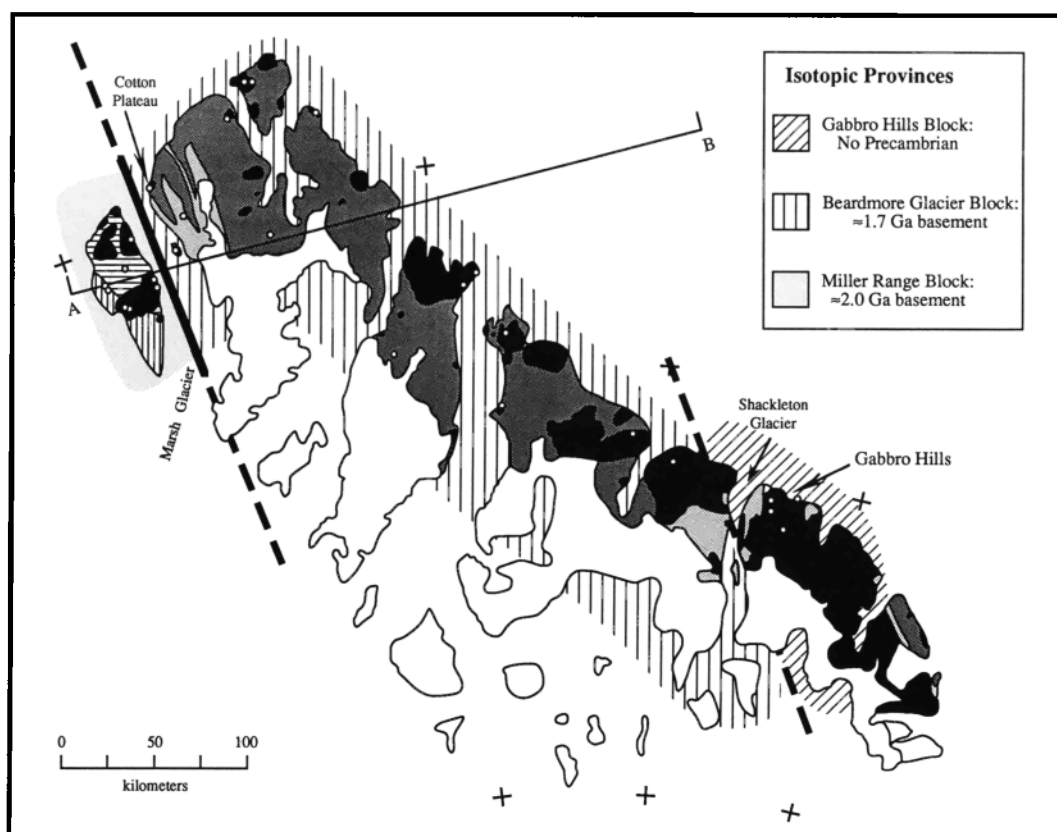 Cotton
Plateau
B
A
Marsh Glacier
Shackleton
Glacier
Gabbro Hills
Isotopic Provinces
Gabbro Hills Block:
No Precambrian
Beardmore Glacier Block:
≈1.7 Ga basement
Miller Range Block:
≈2.0 Ga basement
0 50 100
kilometers